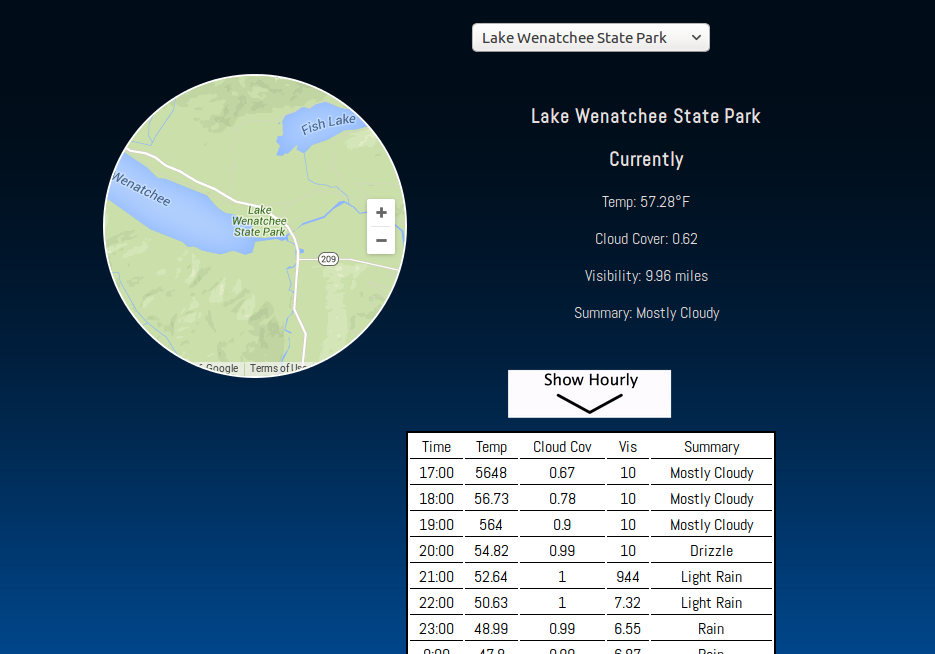 Lake Wenatchee State Park
Fish Lake
Wenatchee
Lake
Wenatchee
State Park
+
−
209
Google
Terms of Use
Lake Wenatchee State Park
Currently
Temp: 57.28°F
Cloud Cover: 0.62
Visibility: 9.96 miles
Summary: Mostly Cloudy
Show Hourly
Time Temp Cloud Cov Vis Summary
17:00 5648 0.67 10 Mostly Cloudy
18:00 56.73 0.78 10 Mostly Cloudy
19:00 564 0.9 10 Mostly Cloudy
20:00 54.82 0.99 10 Drizzle
21:00 52.64 1 944 Light Rain
22:00 50.63 1 7.32 Light Rain
23:00 48.99 0.99 6.55 Rain